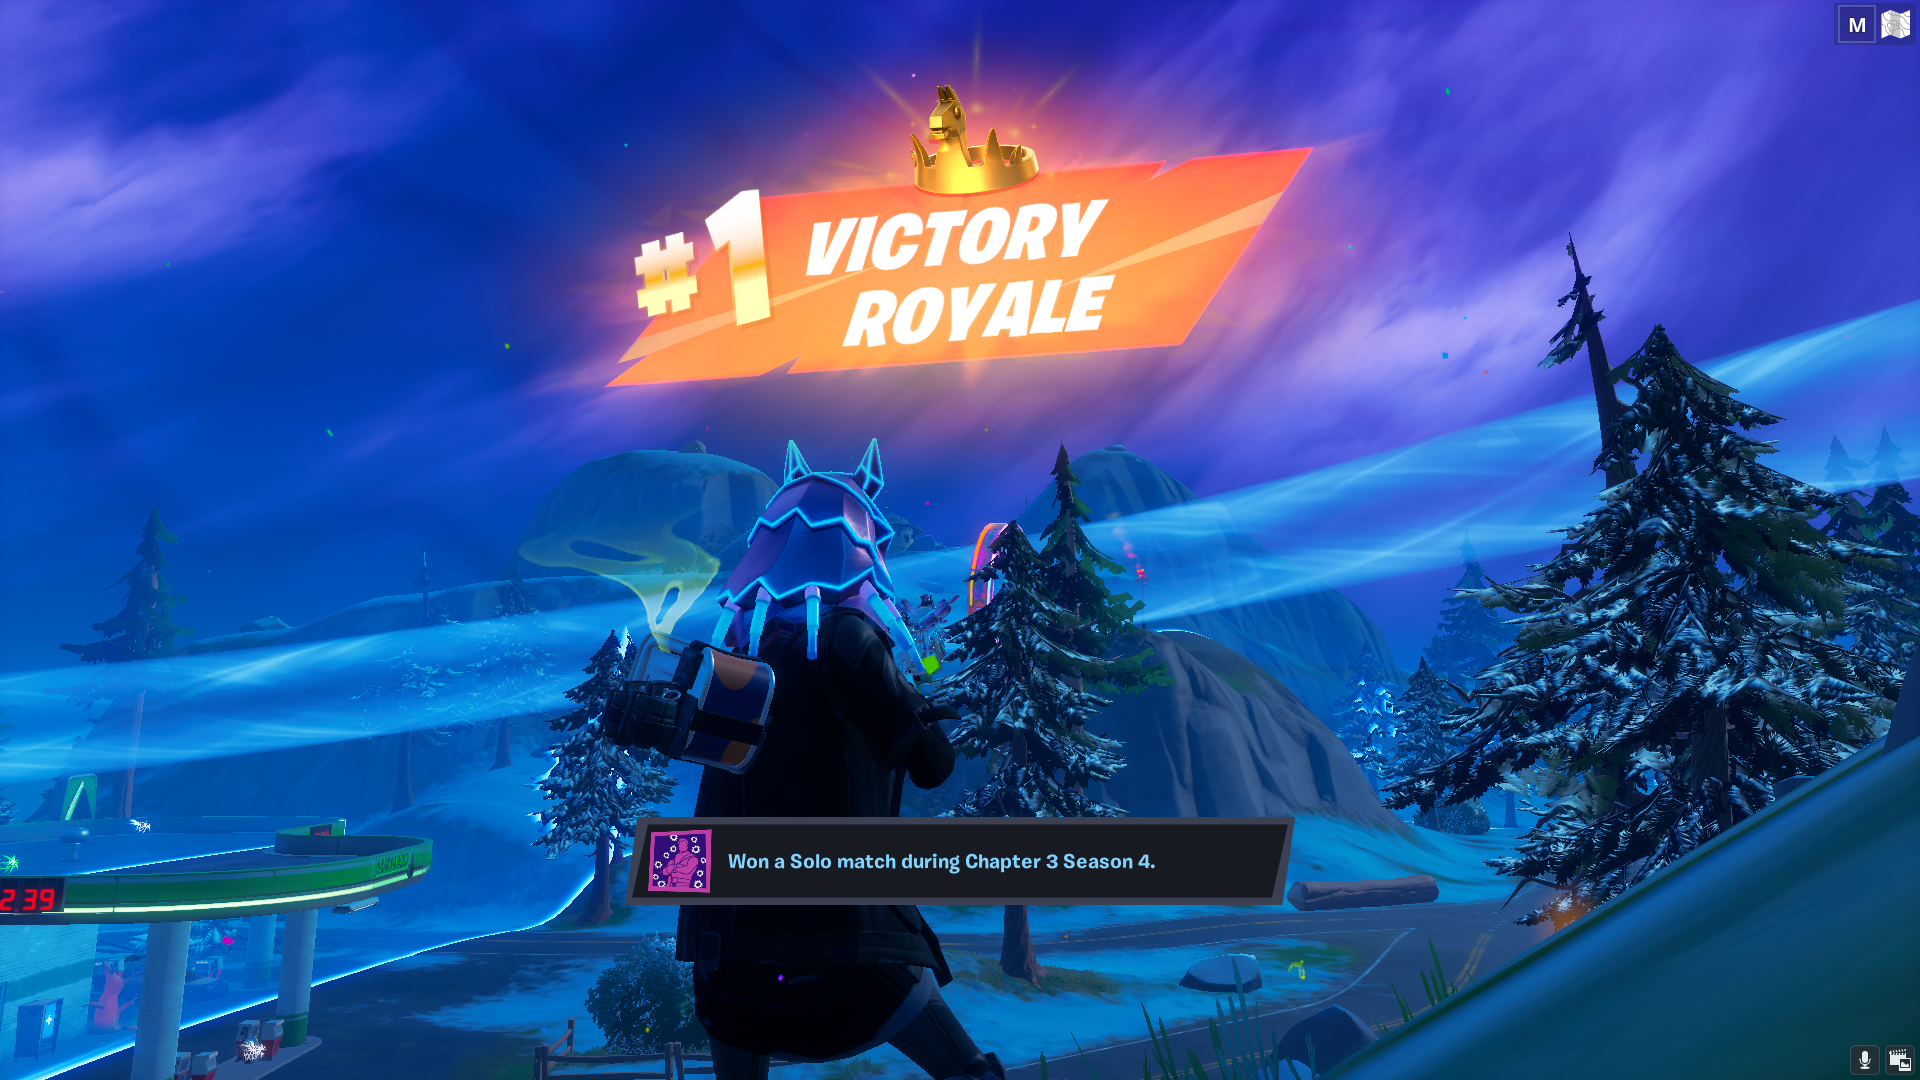 M
#1 VICTORY
ROYALE
Won a Solo match during Chapter 3 Season 4.
2.39